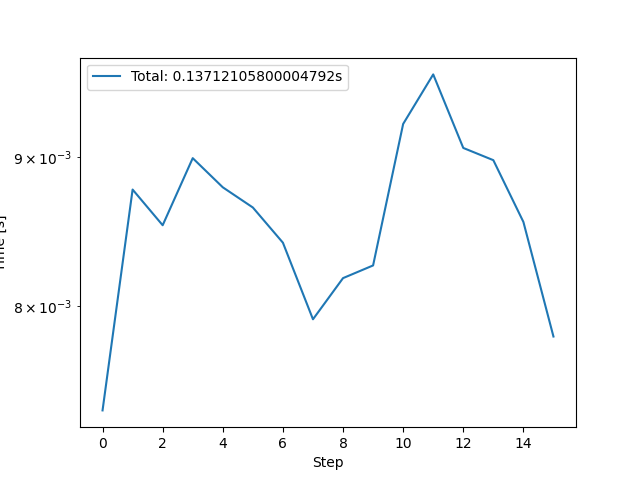 Total: 0.13712105800004792s
9 × 10⁻³
8 × 10⁻³
[s]
0 2 4 6 8 10 12 14
Step